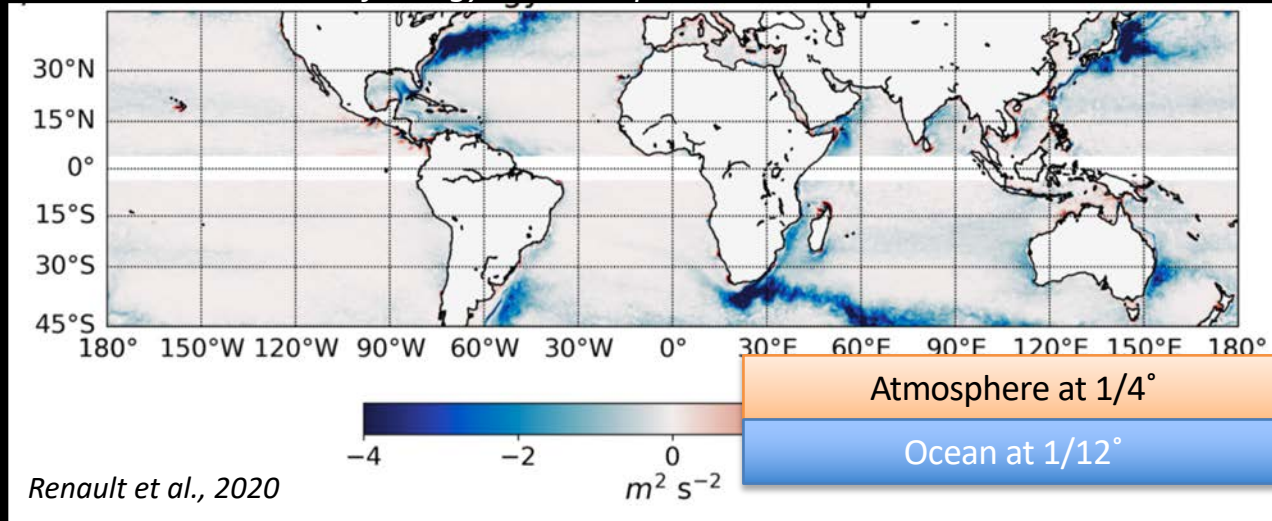 30°N
15°N
0°
15°S
30°S
45°S
180° 150°W 120°W 90°W 60°W 30°W 0° 30°E 60°E 90°E 120°E 150°E 180°
Atmosphere at 1/4°
−4 −2 0
Ocean at 1/12°
Renault et al., 2020
m² s⁻²